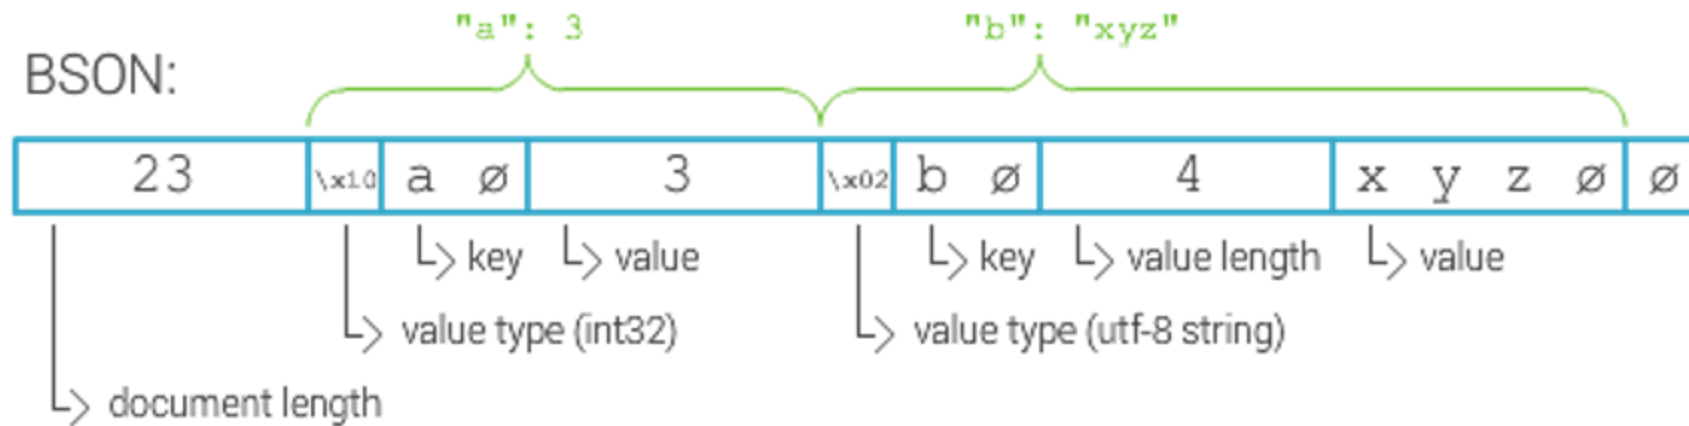 "a": 3 "b": "xyz"
BSON:
23 \x10 a ø 3 \x02 b ø 4 x y z ø ø
key value key value length value
value type (int32) value type (utf-8 string)
document length